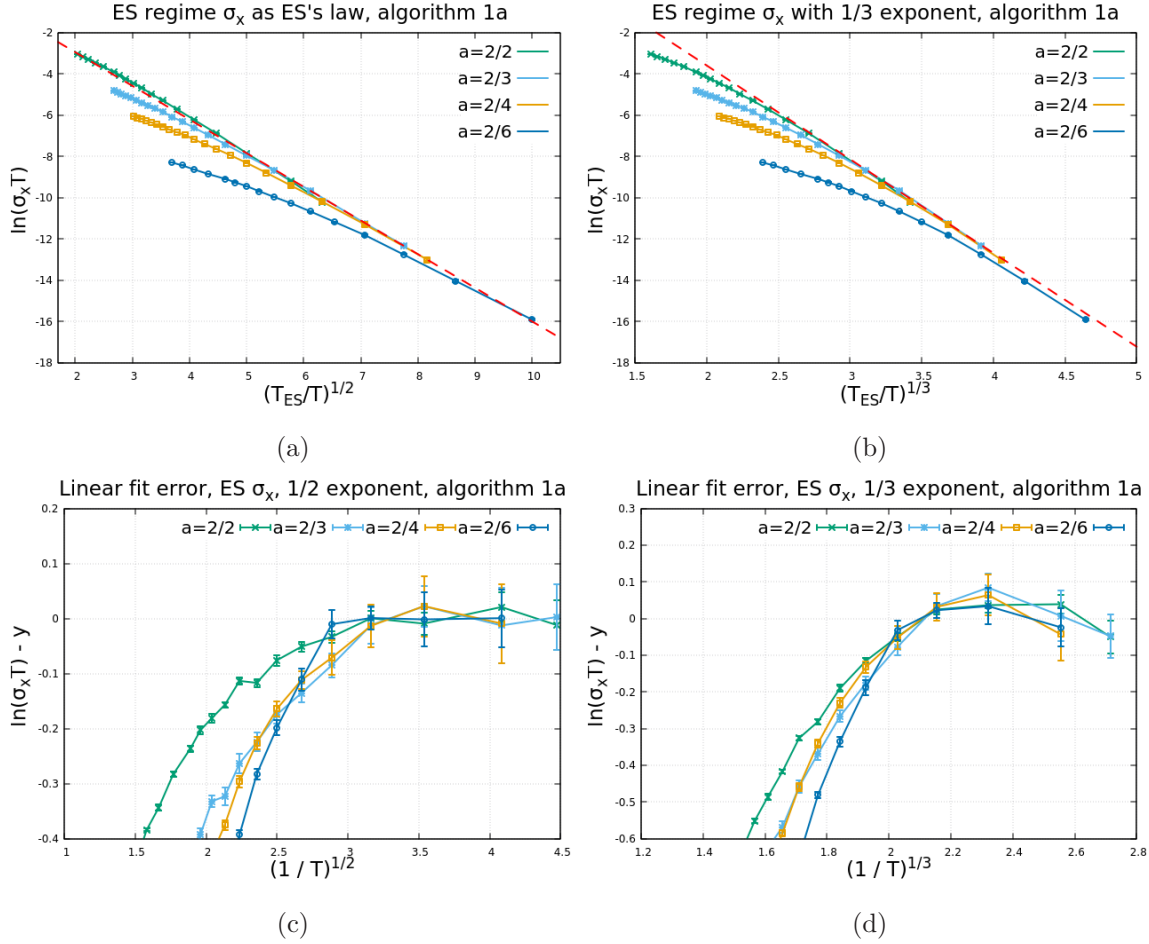 ES regime σx as ES's law, algorithm 1a
-2
-4
-6
-8
-10
-12
-14
-16
-18
ln(σxT)
a=2/2
a=2/3
a=2/4
a=2/6
2 3 4 5 6 7 8 9 10
(TES/T)1/2
(a)
ES regime σx with 1/3 exponent, algorithm 1a
-2
-4
-6
-8
-10
-12
-14
-16
-18
ln(σxT)
a=2/2
a=2/3
a=2/4
a=2/6
1.5 2 2.5 3 3.5 4 4.5 5
(TES/T)1/3
(b)
Linear fit error, ES σx, 1/2 exponent, algorithm 1a
0.2
0.1
0
-0.1
-0.2
-0.3
-0.4
ln(σxT) - y
a=2/2 a=2/3 a=2/4 a=2/6
1 1.5 2 2.5 3 3.5 4 4.5
(1 / T)1/2
(c)
Linear fit error, ES σx, 1/3 exponent, algorithm 1a
0.3
0.2
0.1
0
-0.1
-0.2
-0.3
-0.4
-0.5
-0.6
ln(σxT) - y
a=2/2 a=2/3 a=2/4 a=2/6
1.2 1.4 1.6 1.8 2 2.2 2.4 2.6 2.8
(1 / T)1/3
(d)